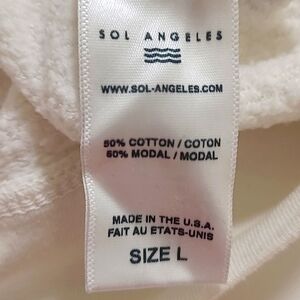 SOL ANGELES
WWW.SOL-ANGELES.COM
50% COTTON / COTON
50% MODAL / MODAL
MADE IN THE U.S.A.
FAIT AU ETATS-UNIS
SIZE L